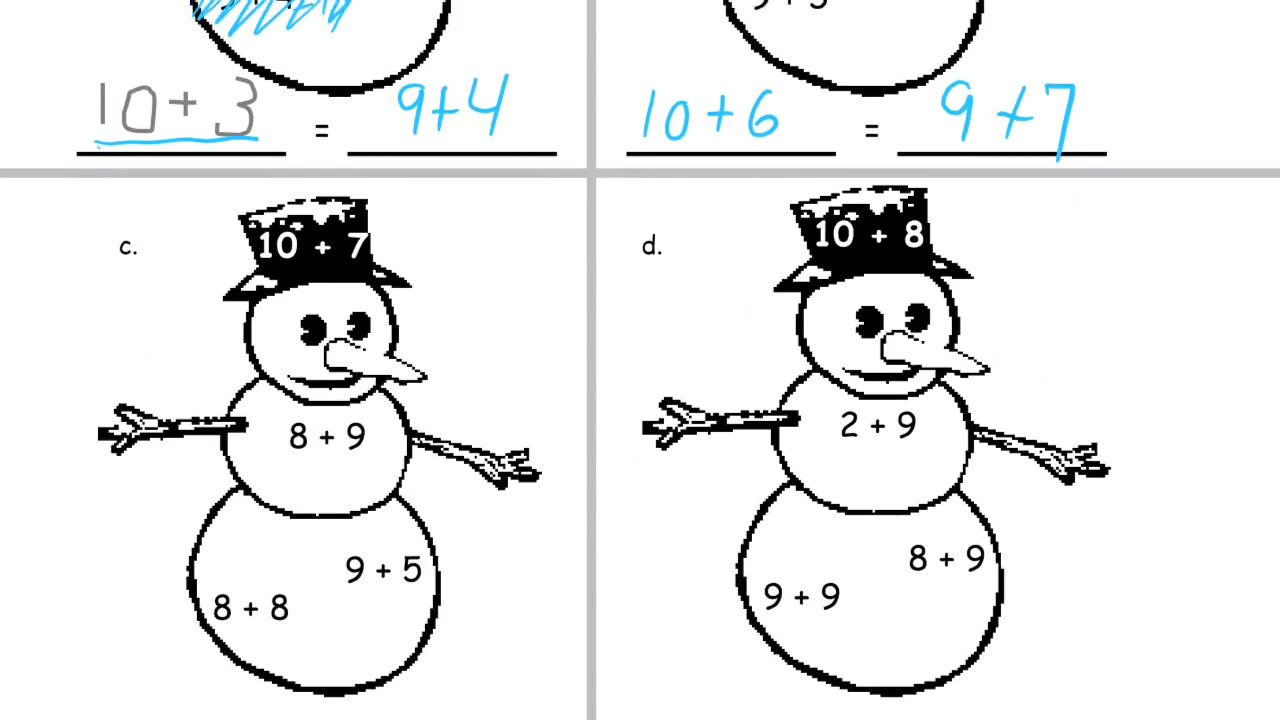 10 + 3 = 9+4
10 + 6 = 9 + 7
c.
10 + 7
8 + 9
9 + 5
8 + 8
d.
10 + 8
2 + 9
8 + 9
9 + 9